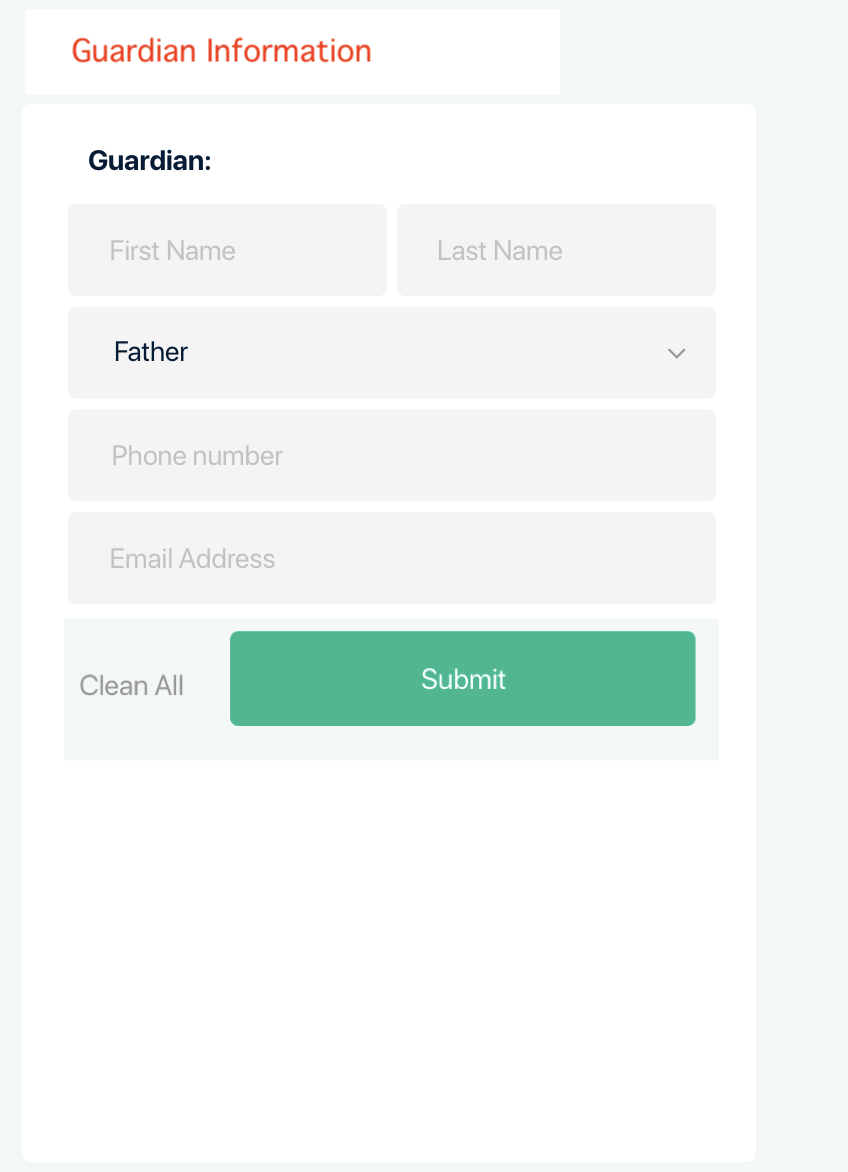 Guardian Information
Guardian:
First Name Last Name
Father
Phone number
Email Address
Clean All Submit